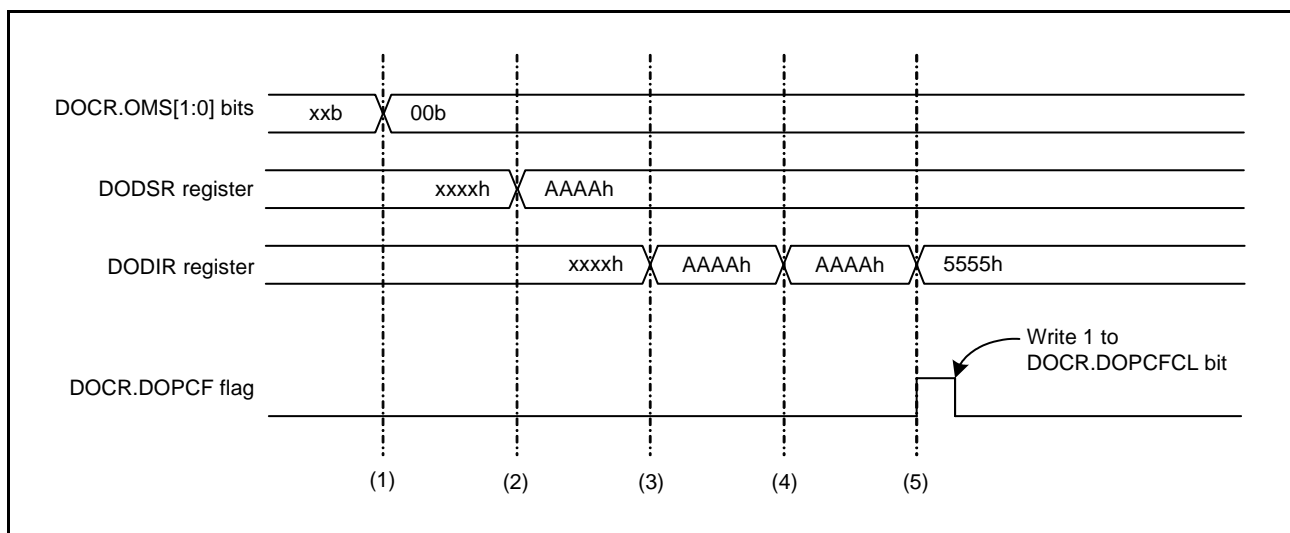 DOCR.OMS[1:0] bits xxb 00b
DODSR register xxxxh AAAAh
DODIR register xxxxh AAAAh AAAAh 5555h
Write 1 to
DOCR.DOPCFCL bit
DOCR.DOPCF flag
(1) (2) (3) (4) (5)